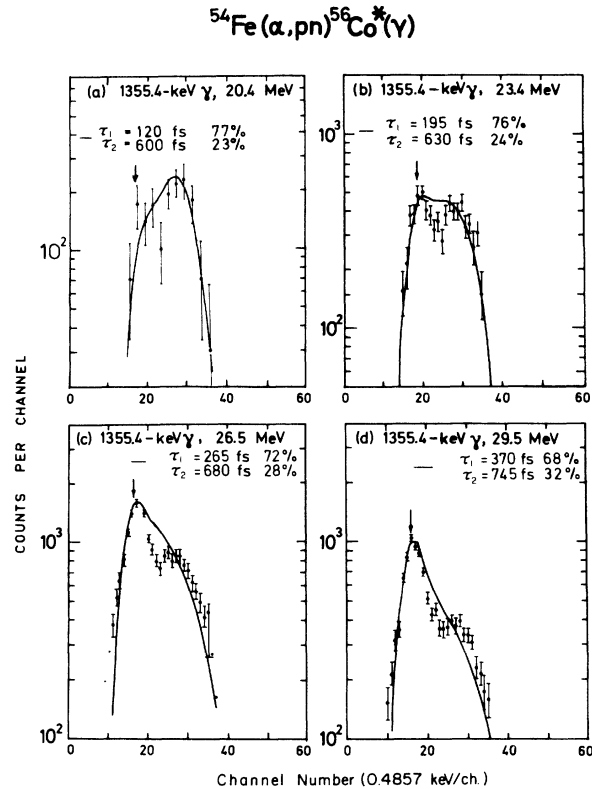 ⁵⁴Fe(α,pn)⁵⁶Co*(γ)
(a) 1355.4-keV γ, 20.4 MeV
— τ₁ = 120 fs 77%
τ₂ = 600 fs 23%
10²
(b) 1355.4-keV γ, 23.4 MeV
— τ₁ = 195 fs 76%
τ₂ = 630 fs 24%
10³
10²
0 20 40 60
0 20 40 60
(c) 1355.4-keV γ, 26.5 MeV
— τ₁ = 265 fs 72%
τ₂ = 680 fs 28%
10³
10²
(d) 1355.4-keV γ, 29.5 MeV
— τ₁ = 370 fs 68%
τ₂ = 745 fs 32%
10³
10²
0 20 40 60
0 20 40 60
COUNTS PER CHANNEL
Channel Number (0.4857 keV/ch.)